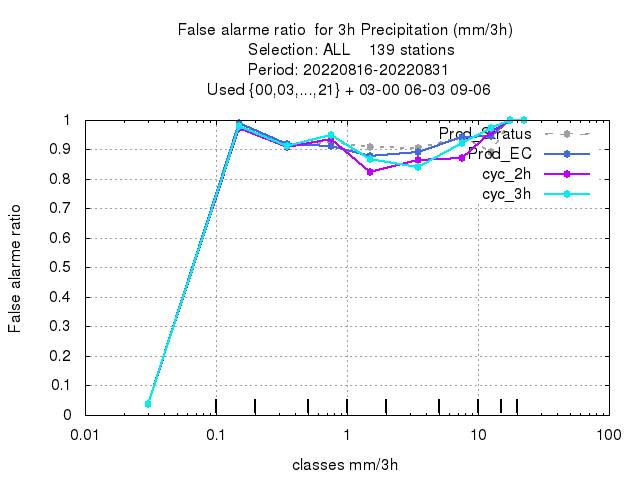 False alarme ratio  for 3h Precipitation (mm/3h)
Selection: ALL    139 stations
Period: 20220816-20220831
Used {00,03,...,21} + 03-00 06-03 09-06
1
0.9
0.8
0.7
0.6
0.5
0.4
0.3
0.2
0.1
0
False alarme ratio
Prod_Stratus
Prod_EC
cyc_2h
cyc_3h
0.01
0.1
1
10
100
classes mm/3h